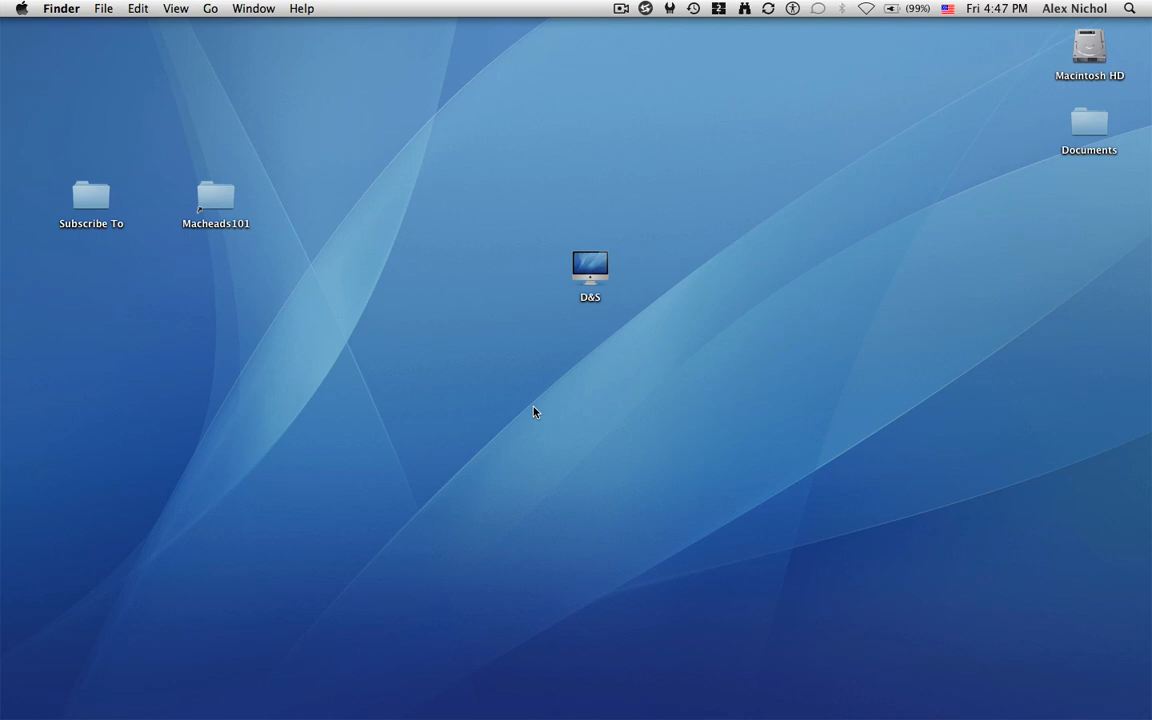 Finder File Edit View Go Window Help 2 (99%) Fri 4:47 PM Alex Nichol
Macintosh HD
Documents
Subscribe To Macheads101
D&S